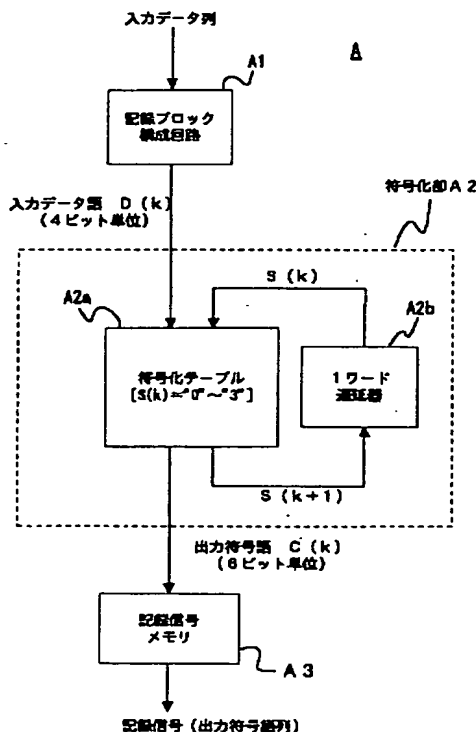 入力データ列
A
A1
記録ブロック
構成回路
入力データ語 D(k)
(4ビット単位)
符号化部A2
S(k)
A2a
A2b
符号化テーブル
[S(k)="0"~"3"]
1ワード
遅延器
S(k+1)
出力符号語 C(k)
(6ビット単位)
記録信号
メモリ
A3
記録信号(出力符号語列)